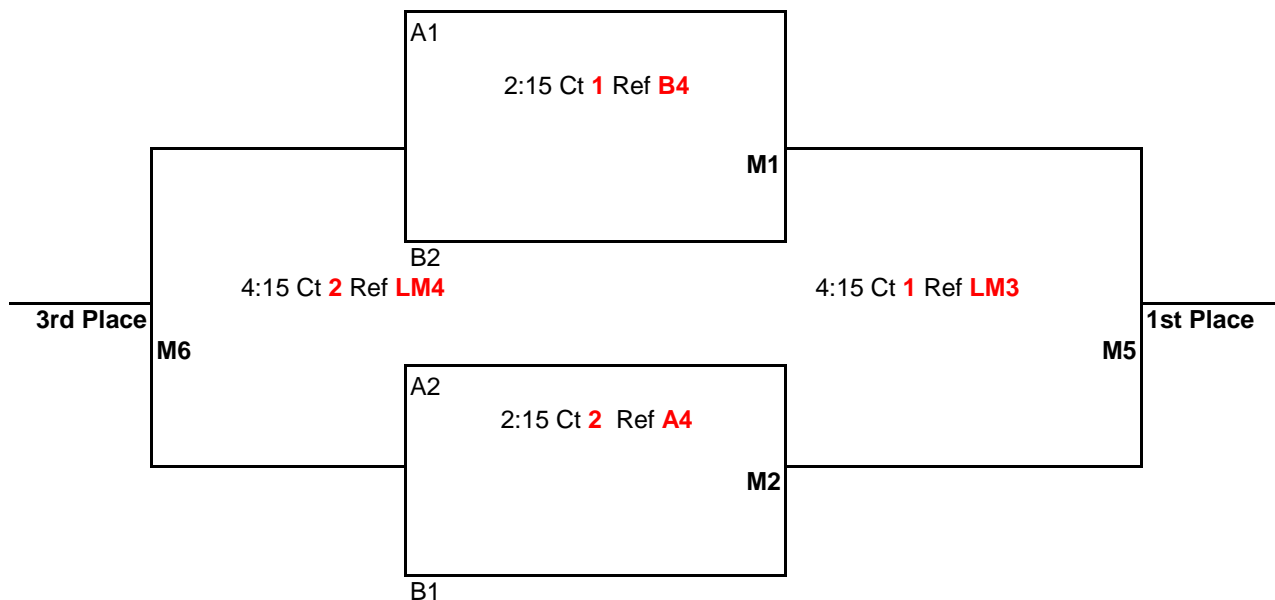 A1
2:15 Ct 1 Ref B4
M1
B2
4:15 Ct 2 Ref LM4
4:15 Ct 1 Ref LM3
3rd Place
1st Place
M6
M5
A2
2:15 Ct 2 Ref A4
M2
B1